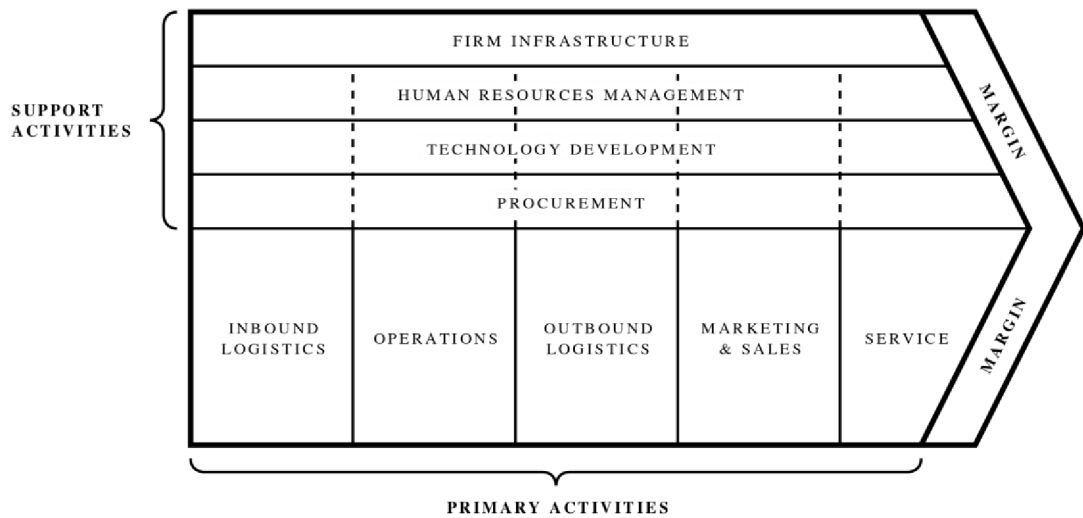 FIRM INFRASTRUCTURE
HUMAN RESOURCES MANAGEMENT
TECHNOLOGY DEVELOPMENT
PROCUREMENT
SUPPORT
ACTIVITIES
MARGIN
MARGIN
INBOUND
LOGISTICS
OPERATIONS
OUTBOUND
LOGISTICS
MARKETING
& SALES
SERVICE
PRIMARY ACTIVITIES